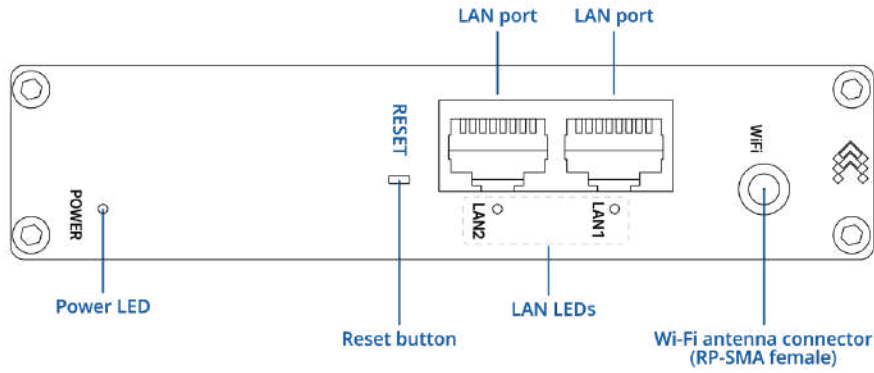 LAN port
LAN port
RESET
WiFi
POWER
LAN2
LAN1
Power LED
LAN LEDs
Reset button
Wi-Fi antenna connector
(RP-SMA female)